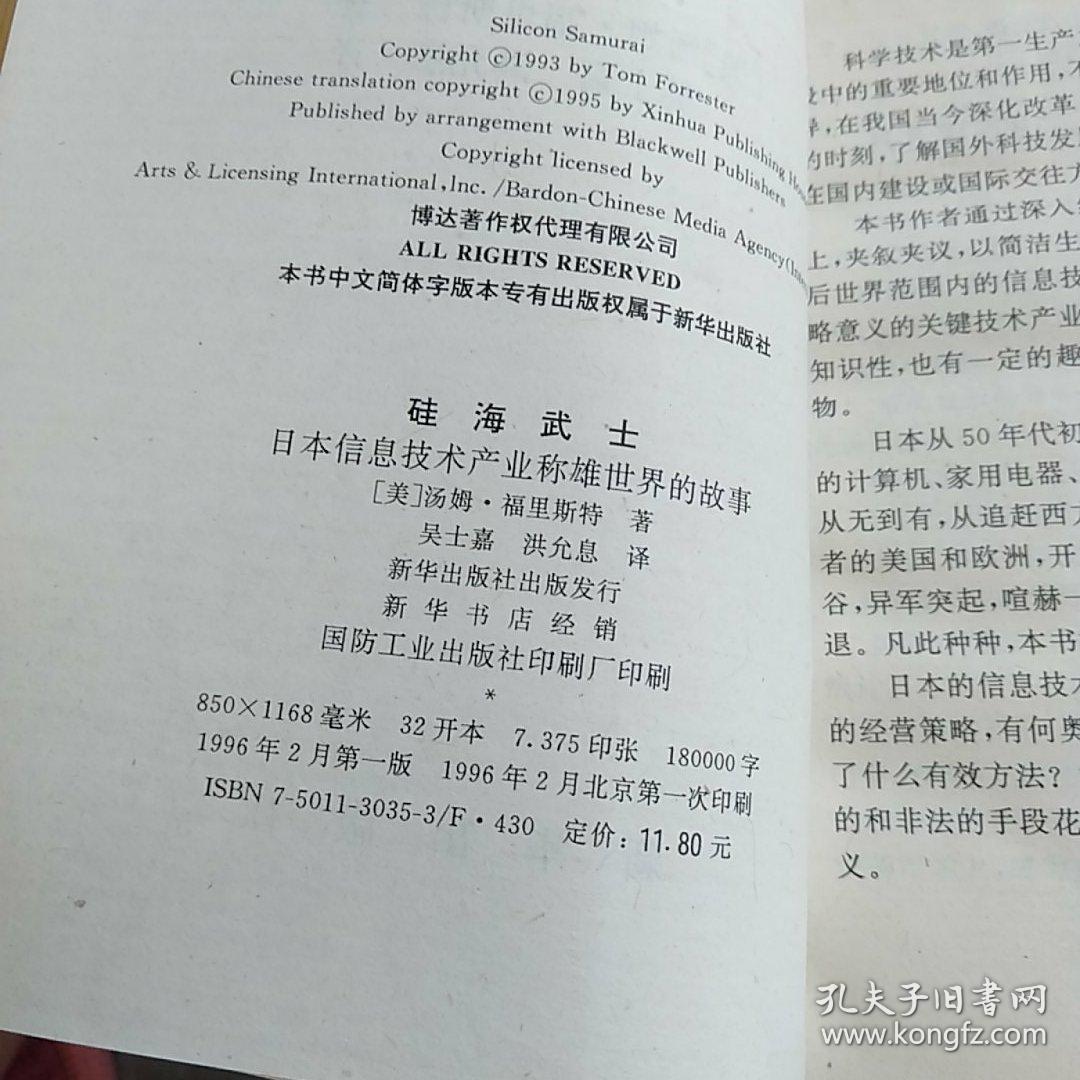 Silicon Samurai
Copyright ©1993 by Tom Forrester
Chinese translation copyright ©1995 by Xinhua Publishing Hou
Published by arrangement with Blackwell Publishers
Copyright licensed by
Arts & Licensing International,Inc./Bardon-Chinese Media Agency(Inte
博达著作权代理有限公司
ALL RIGHTS RESERVED
本书中文简体字版本专有出版权属于新华出版社
硅海武士
日本信息技术产业称雄世界的故事
[美]汤姆·福里斯特 著
吴士嘉 洪允息 译
新华出版社出版发行
新华书店经销
国防工业出版社印刷厂印刷
*
850×1168毫米 32开本 7.375印张 180000字
1996年2月第一版 1996年2月北京第一次印刷
ISBN 7-5011-3035-3/F·430 定价:11.80元
科学技术是第一生产
中的重要地位和作用,不
,在我国当今深化改革
的时刻,了解国外科技发
在国内建设或国际交往
本书作者通过深入
上,夹叙夹议,以简洁生
后世界范围内的信息技
略意义的关键技术产业
知识性,也有一定的趣
物。
日本从50年代初
的计算机、家用电器、
从无到有,从追赶西方
者的美国和欧洲,开
谷,异军突起,喧赫一
退。凡此种种,本书
日本的信息技术
的经营策略,有何奥
了什么有效方法?
的和非法的手段花
义。
孔夫子旧书网
www.kongfz.com